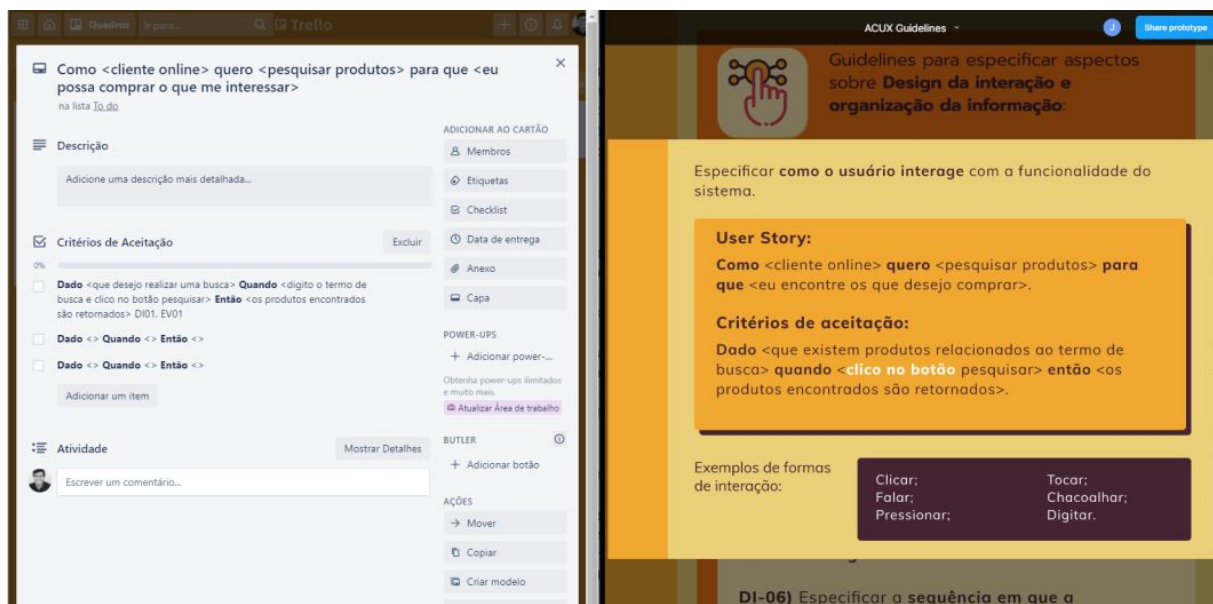 Quadros
Ir para...
Trello
Como <cliente online> quero <pesquisar produtos> para que <eu
possa comprar o que me interessar>
na lista To do
Descrição
Adicione uma descrição mais detalhada...
Critérios de Aceitação
Excluir
0%
Dado <que desejo realizar uma busca> Quando <digito o termo de
busca e clico no botão pesquisar> Então <os produtos encontrados
são retornados> DI01, EV01
Dado <> Quando <> Então <>
Dado <> Quando <> Então <>
Adicionar um item
Atividade
Mostrar Detalhes
Escrever um comentário...
ADICIONAR AO CARTÃO
Membros
Etiquetas
Checklist
Data de entrega
Anexo
Capa
POWER-UPS
Adicionar power-...
Obtenha power-ups ilimitados
e muito mais.
Atualizar Área de trabalho
BUTLER
Adicionar botão
AÇÕES
Mover
Copiar
Criar modelo
ACUX Guidelines
J
Share prototype
Guidelines para especificar aspectos
sobre Design da interação e
organização da informação:
Especificar como o usuário interage com a funcionalidade do
sistema.
User Story:
Como <cliente online> quero <pesquisar produtos> para
que <eu encontre os que desejo comprar>.
Critérios de aceitação:
Dado <que existem produtos relacionados ao termo de
busca> quando <clico no botão pesquisar> então <os
produtos encontrados são retornados>.
Exemplos de formas
de interação:
Clicar;
Falar;
Pressionar;
Tocar;
Chacoalhar;
Digitar.
DI-06) Especificar a sequência em que a